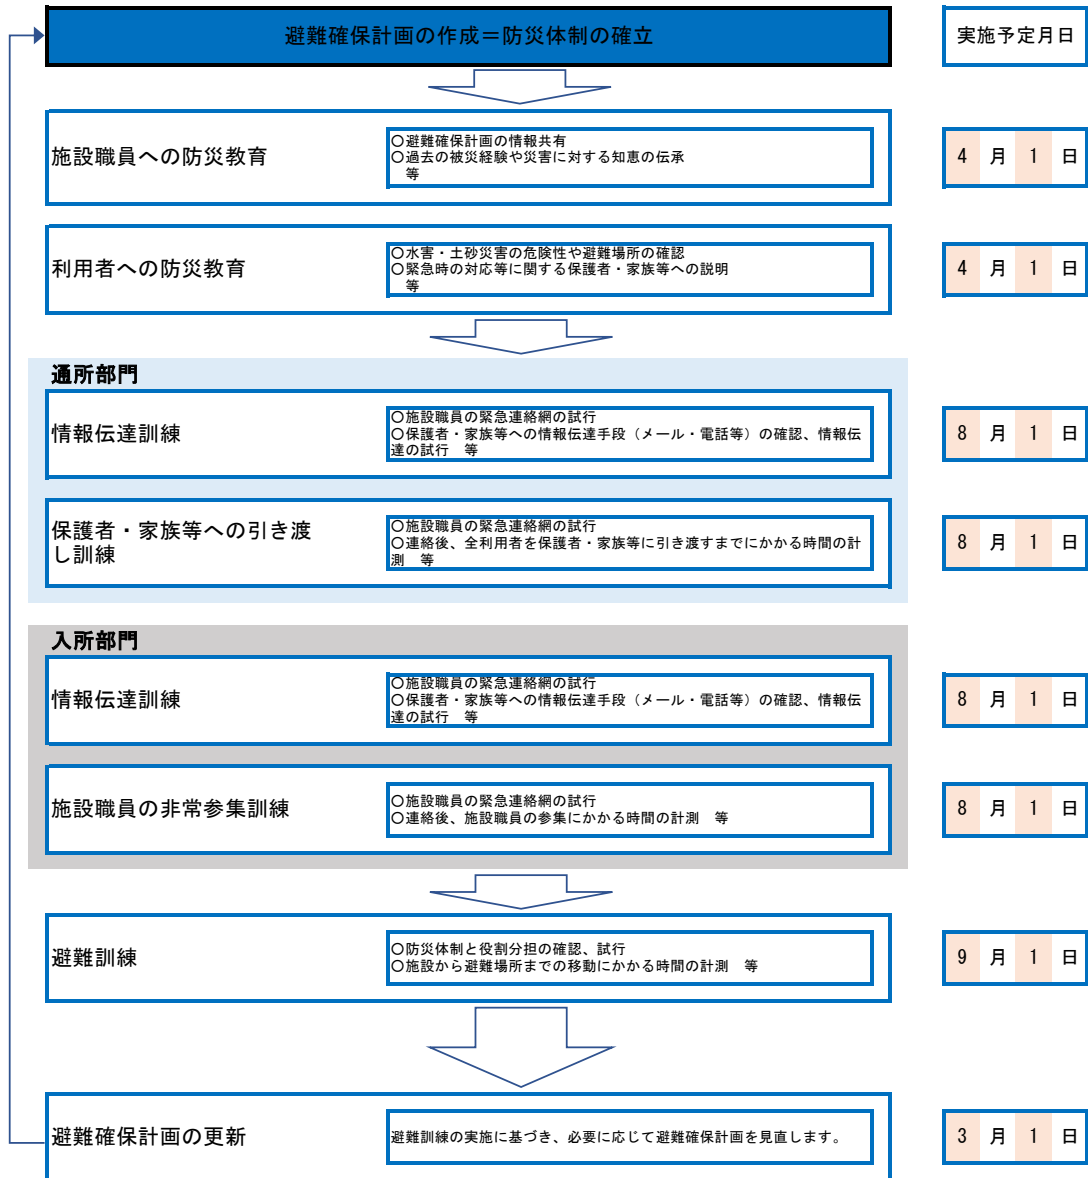 避難確保計画の作成＝防災体制の確立
実施予定月日
施設職員への防災教育
〇避難確保計画の情報共有
〇過去の被災経験や災害に対する知恵の伝承
等
4 月 1 日
利用者への防災教育
〇水害・土砂災害の危険性や避難場所の確認
〇緊急時の対応等に関する保護者・家族等への説明
等
4 月 1 日
通所部門
情報伝達訓練
〇施設職員の緊急連絡網の試行
〇保護者・家族等への情報伝達手段（メール・電話等）の確認、情報伝
達の試行　等
8 月 1 日
保護者・家族等への引き渡
し訓練
〇施設職員の緊急連絡網の試行
〇連絡後、全利用者を保護者・家族等に引き渡すまでにかかる時間の計
測　等
8 月 1 日
入所部門
情報伝達訓練
〇施設職員の緊急連絡網の試行
〇保護者・家族等への情報伝達手段（メール・電話等）の確認、情報伝
達の試行　等
8 月 1 日
施設職員の非常参集訓練
〇施設職員の緊急連絡網の試行
〇連絡後、施設職員の参集にかかる時間の計測　等
8 月 1 日
避難訓練
〇防災体制と役割分担の確認、試行
〇施設から避難場所までの移動にかかる時間の計測　等
9 月 1 日
避難確保計画の更新
避難訓練の実施に基づき、必要に応じて避難確保計画を見直します。
3 月 1 日